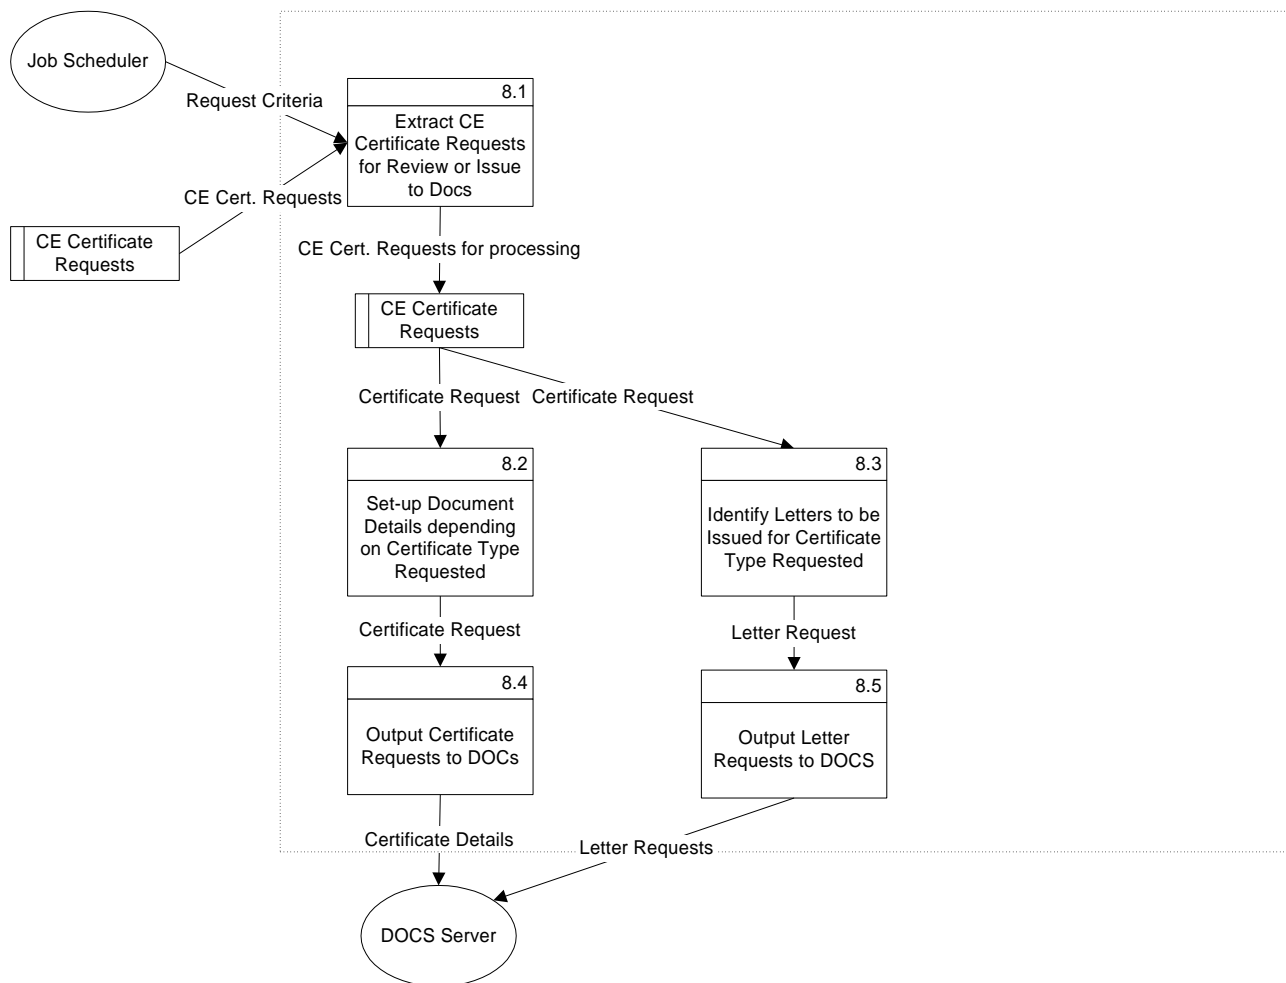 Job Scheduler
Request Criteria
8.1
Extract CE
Certificate Requests
for Review or Issue
to Docs
CE Cert. Requests
CE Certificate
Requests
CE Cert. Requests for processing
CE Certificate
Requests
Certificate Request
Certificate Request
8.2
Set-up Document
Details depending
on Certificate Type
Requested
8.3
Identify Letters to be
Issued for Certificate
Type Requested
Certificate Request
Letter Request
8.4
Output Certificate
Requests to DOCs
8.5
Output Letter
Requests to DOCS
Certificate Details
Letter Requests
DOCS Server